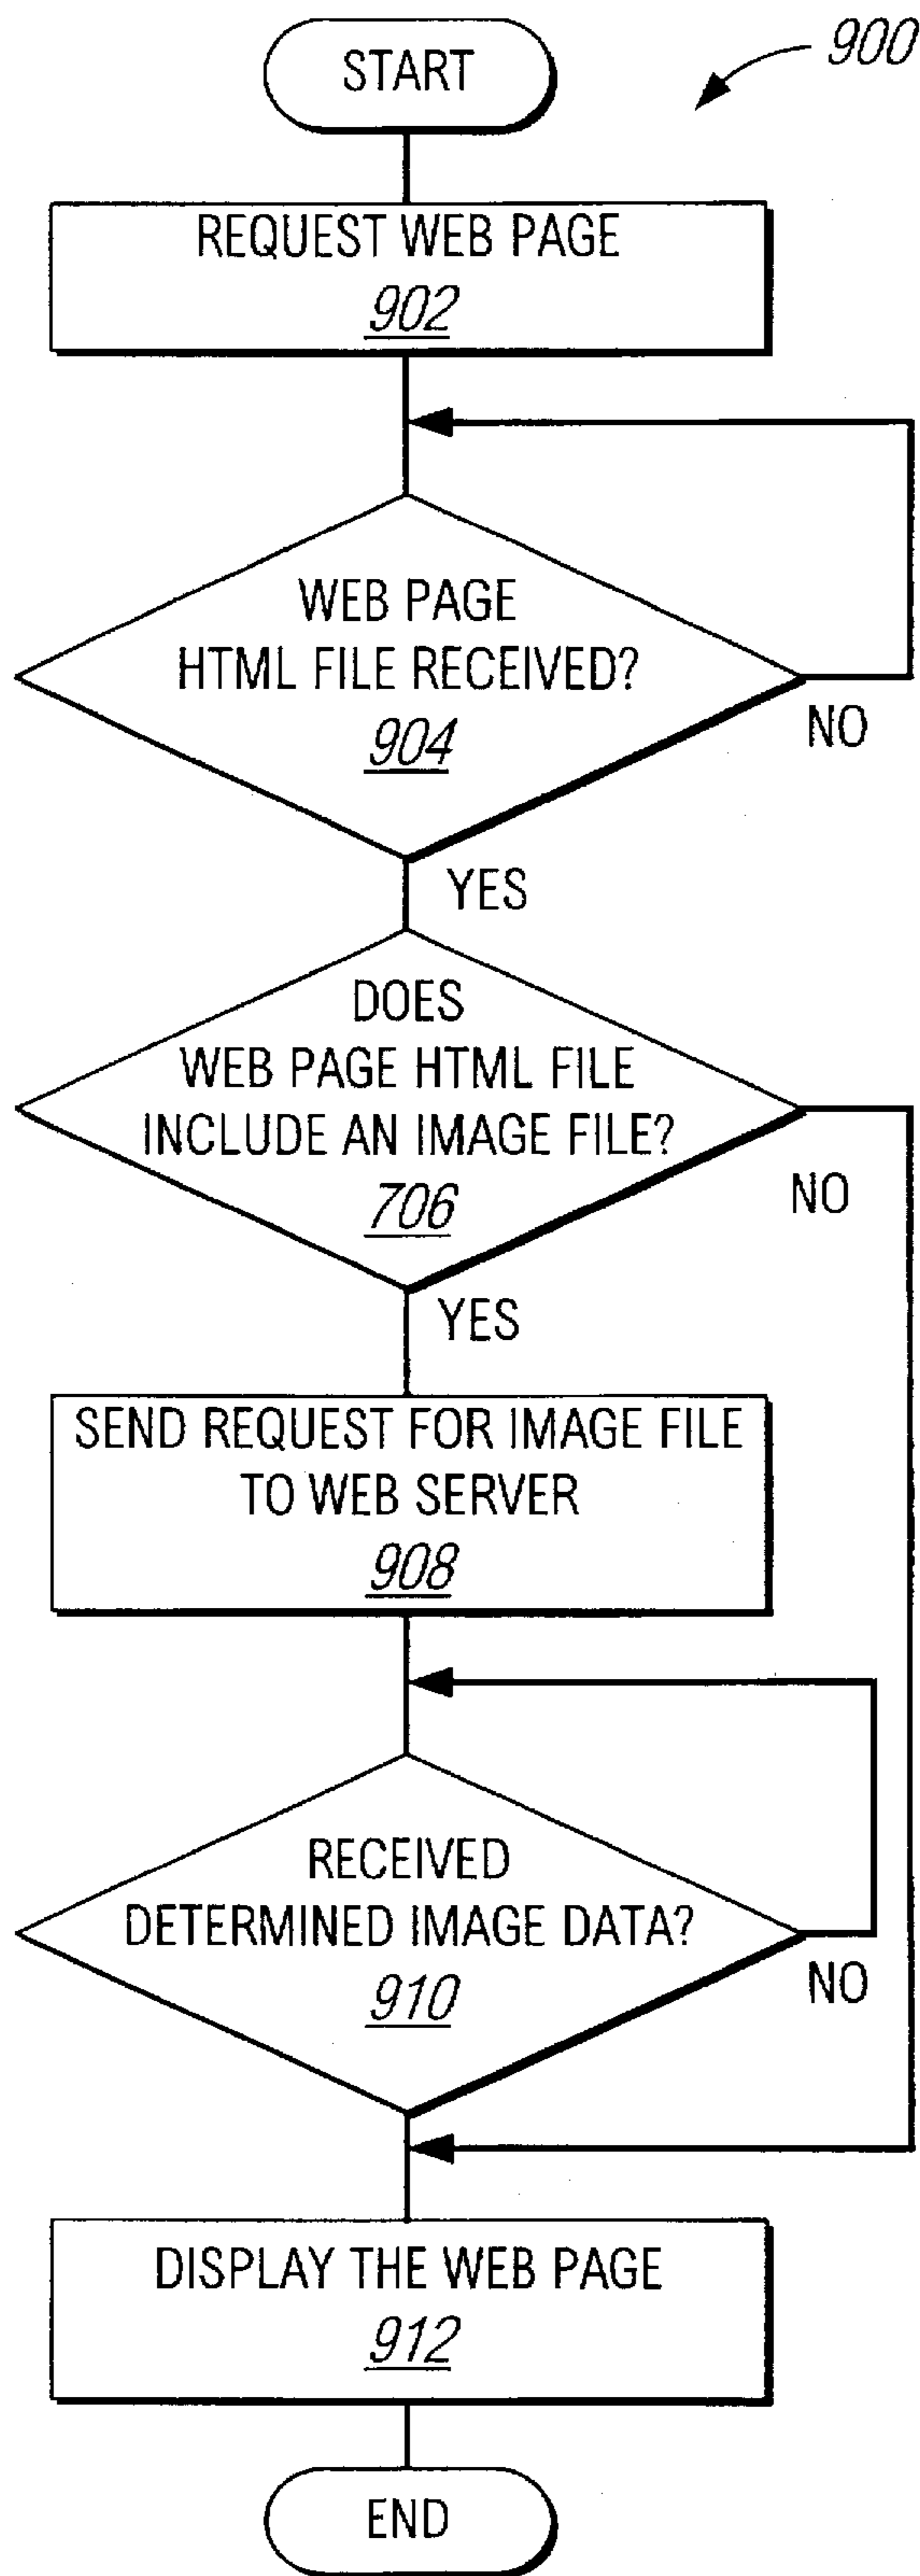 START
900
REQUEST WEB PAGE
902
WEB PAGE
HTML FILE RECEIVED?
904
NO
YES
DOES
WEB PAGE HTML FILE
INCLUDE AN IMAGE FILE?
706
NO
YES
SEND REQUEST FOR IMAGE FILE
TO WEB SERVER
908
RECEIVED
DETERMINED IMAGE DATA?
910
NO
DISPLAY THE WEB PAGE
912
END